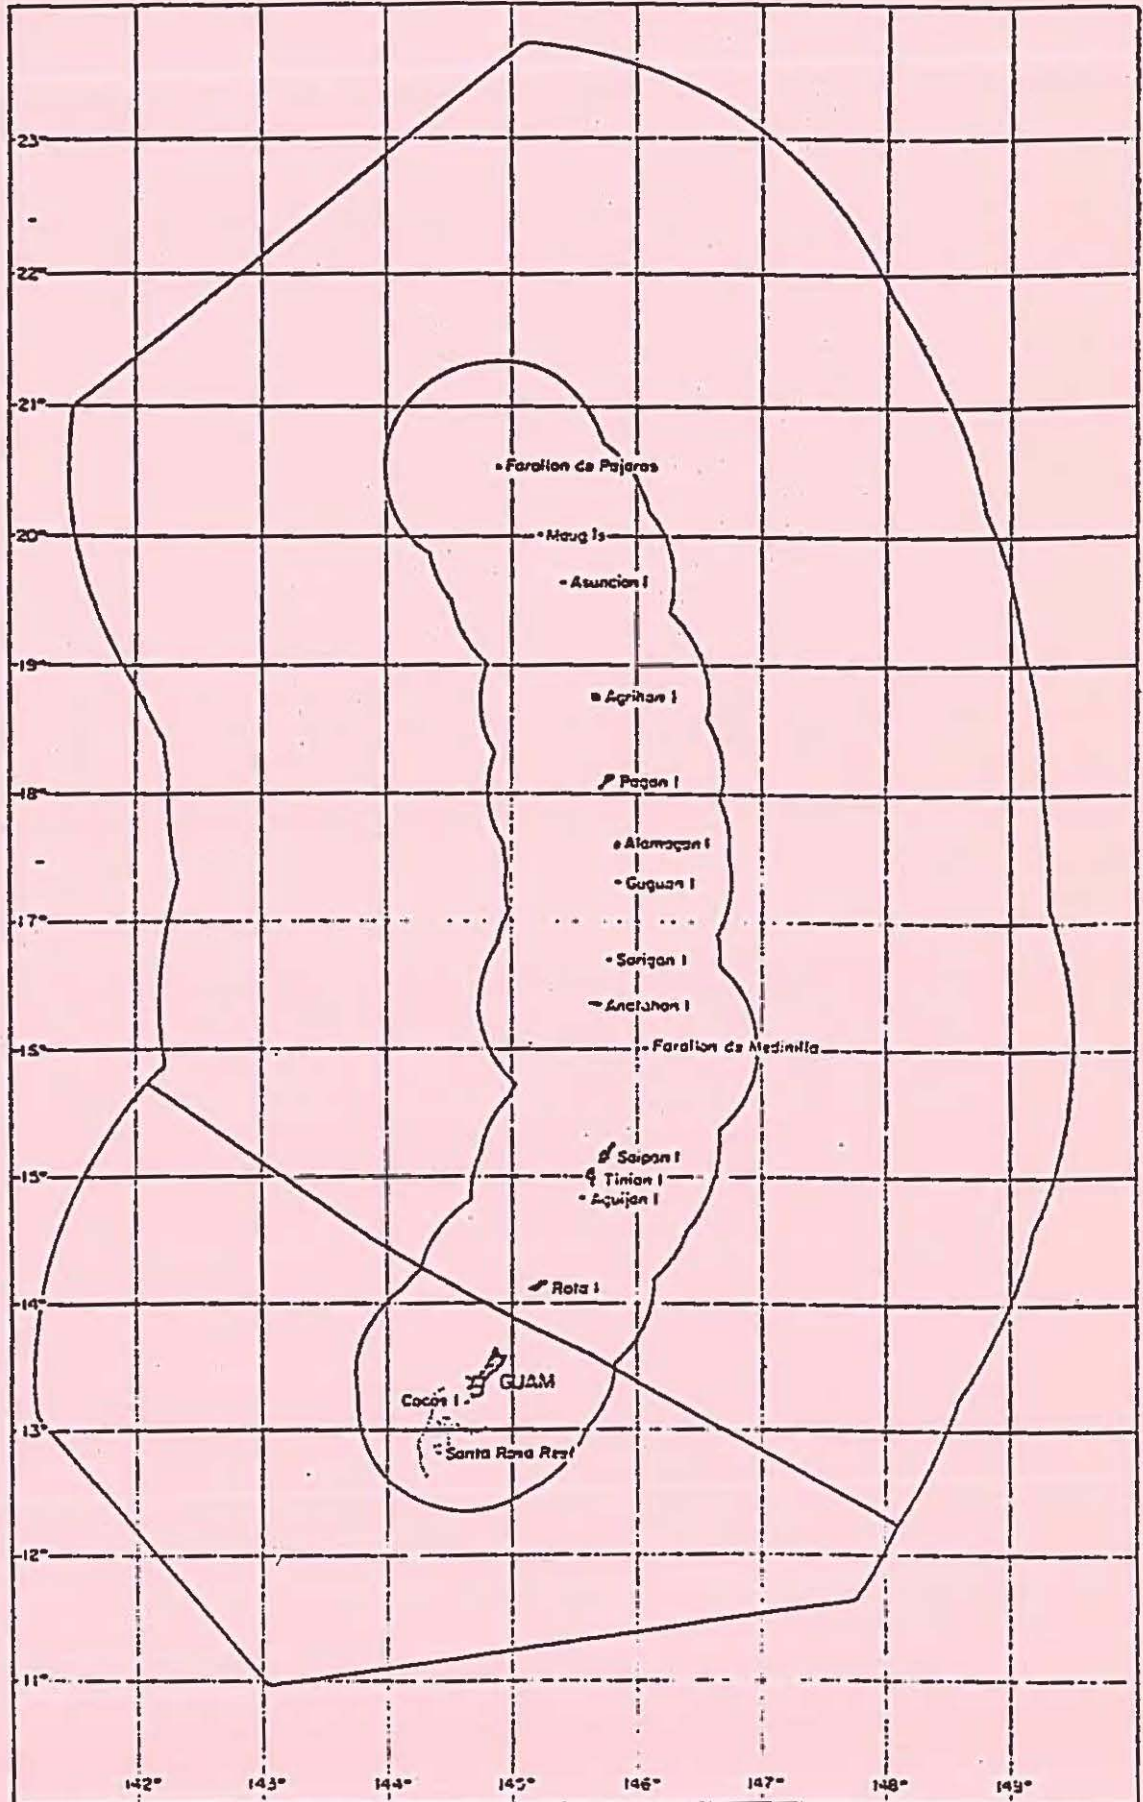 23°
22°
21°
Farallon de Pajaros
20°
Maug Is
Asuncion I
19°
Agrihan I
Pagan I
18°
Alamagan I
Guguan I
17°
Sarigan I
Anatahan I
16°
Farallon de Medinilla
Saipan I
15°
Tinian I
Aguijan I
Rota I
14°
GUAM
Cocos I
13°
Santa Rosa Reef
12°
11°
142° 143° 144° 145° 146° 147° 148° 149°